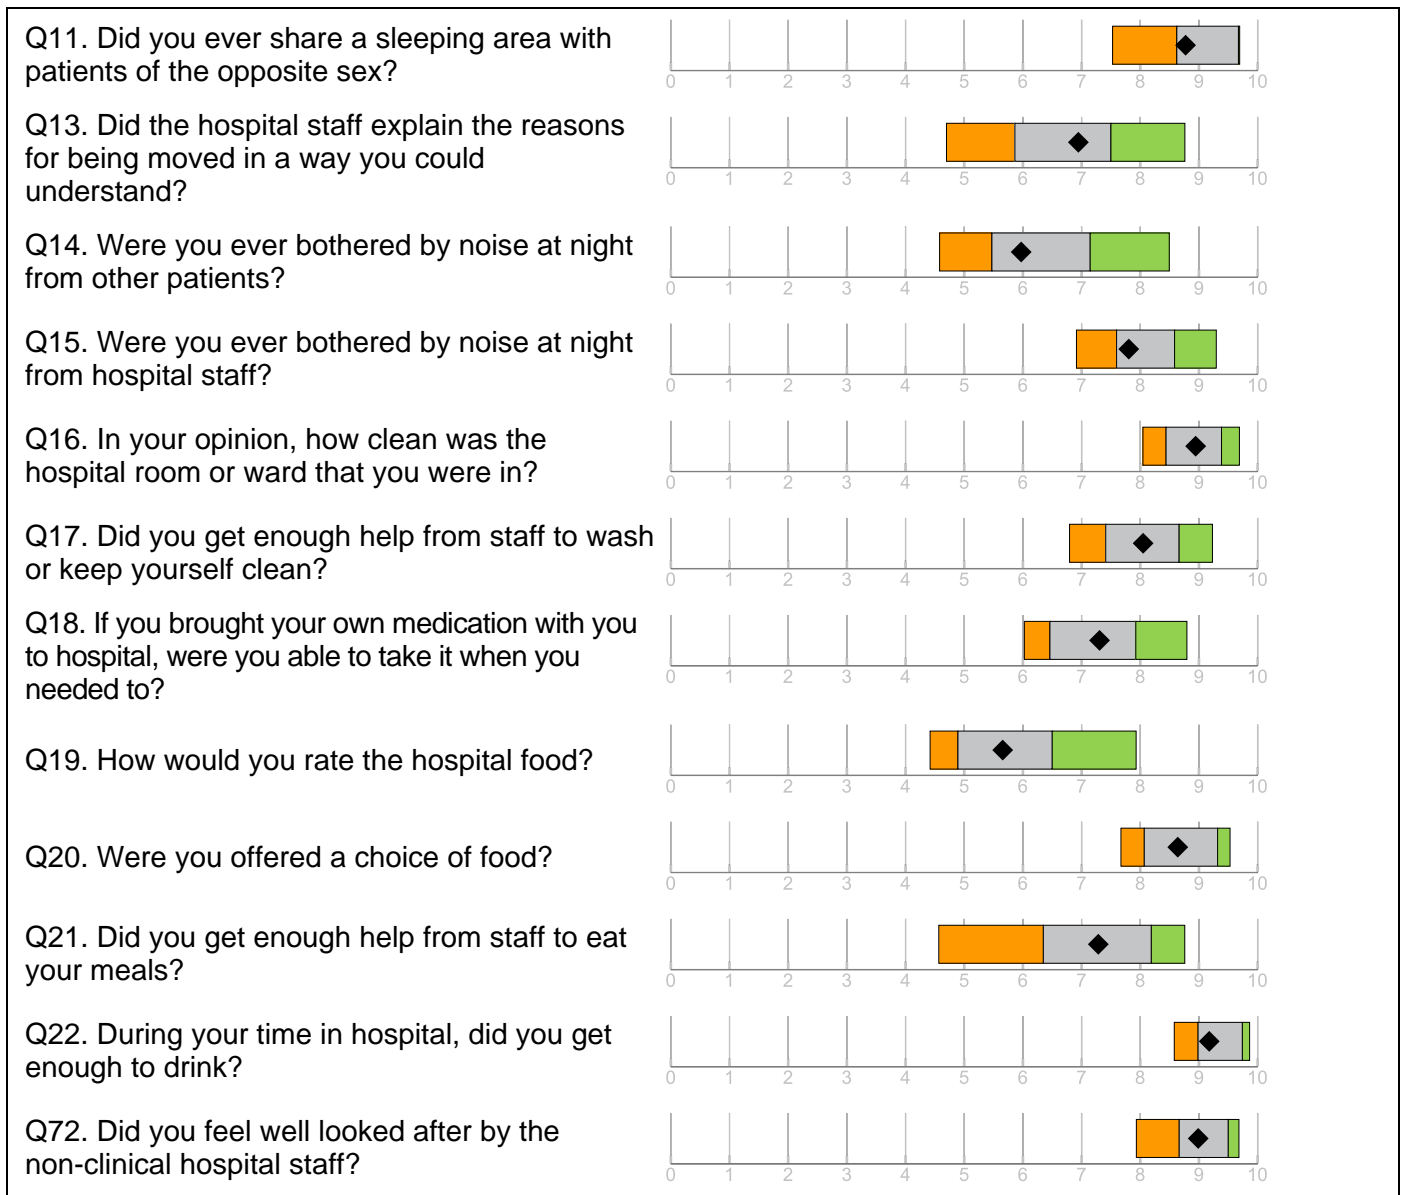 Q11. Did you ever share a sleeping area with
patients of the opposite sex?
0 1 2 3 4 5 6 7 8 9 10
Q13. Did the hospital staff explain the reasons
for being moved in a way you could
understand?
0 1 2 3 4 5 6 7 8 9 10
Q14. Were you ever bothered by noise at night
from other patients?
0 1 2 3 4 5 6 7 8 9 10
Q15. Were you ever bothered by noise at night
from hospital staff?
0 1 2 3 4 5 6 7 8 9 10
Q16. In your opinion, how clean was the
hospital room or ward that you were in?
0 1 2 3 4 5 6 7 8 9 10
Q17. Did you get enough help from staff to wash
or keep yourself clean?
0 1 2 3 4 5 6 7 8 9 10
Q18. If you brought your own medication with you
to hospital, were you able to take it when you
needed to?
0 1 2 3 4 5 6 7 8 9 10
Q19. How would you rate the hospital food?
0 1 2 3 4 5 6 7 8 9 10
Q20. Were you offered a choice of food?
0 1 2 3 4 5 6 7 8 9 10
Q21. Did you get enough help from staff to eat
your meals?
0 1 2 3 4 5 6 7 8 9 10
Q22. During your time in hospital, did you get
enough to drink?
0 1 2 3 4 5 6 7 8 9 10
Q72. Did you feel well looked after by the
non-clinical hospital staff?
0 1 2 3 4 5 6 7 8 9 10